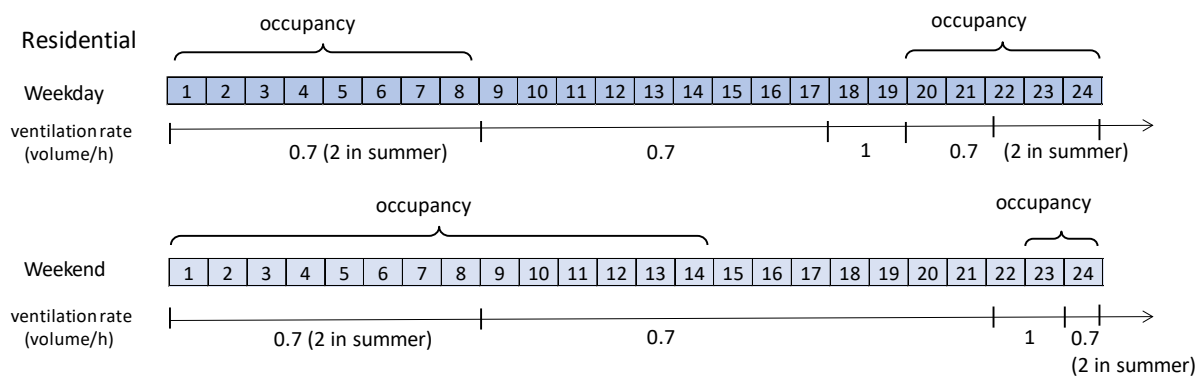 occupancy
occupancy
Residential
Weekday 1 2 3 4 5 6 7 8 9 10 11 12 13 14 15 16 17 18 19 20 21 22 23 24
ventilation rate
(volume/h)
0.7 (2 in summer) 0.7 1 0.7 (2 in summer)
occupancy
occupancy
Weekend 1 2 3 4 5 6 7 8 9 10 11 12 13 14 15 16 17 18 19 20 21 22 23 24
ventilation rate
(volume/h)
0.7 (2 in summer) 0.7 1 0.7
(2 in summer)